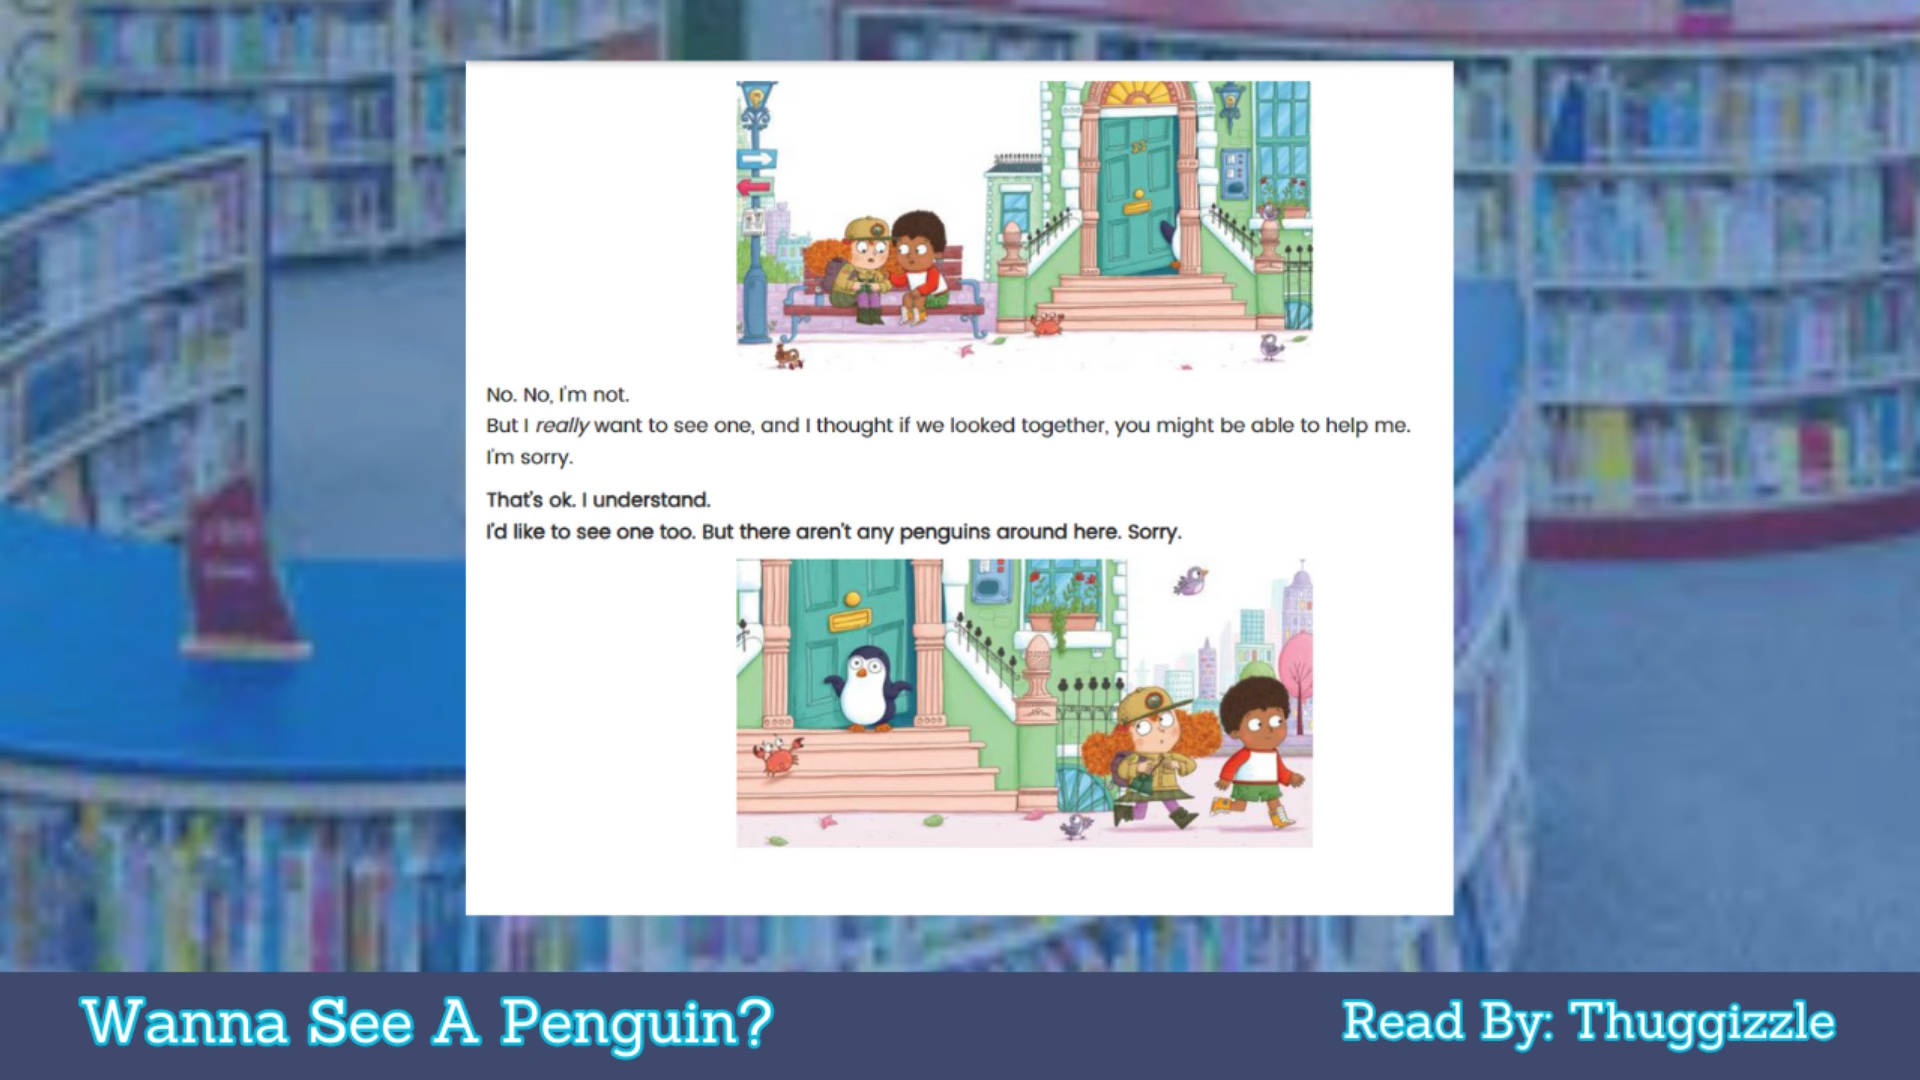 No. No, I'm not.
But I really want to see one, and I thought if we looked together, you might be able to help me.
I'm sorry.
That's ok. I understand.
I'd like to see one too. But there aren't any penguins around here. Sorry.
Wanna See A Penguin?
Read By: Thuggizzle